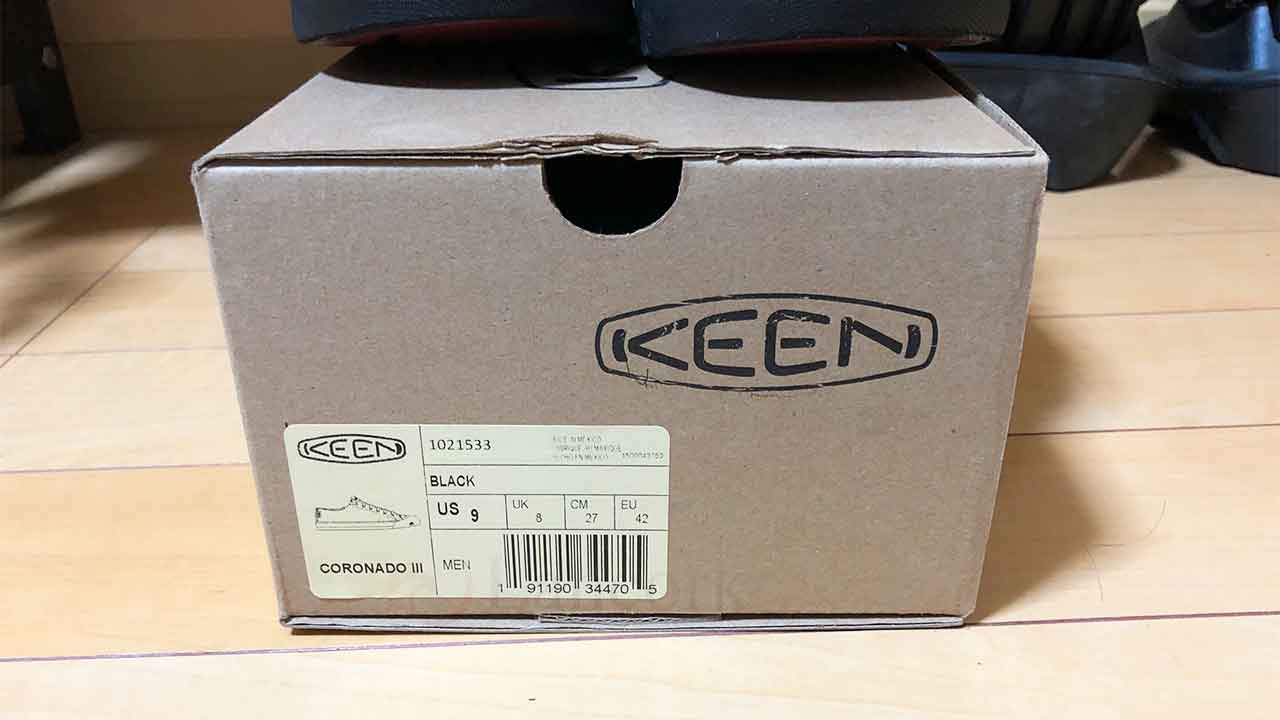 KEEN
KEEN
1021533
BLACK
US 9
UK 8
CM 27
EU 42
CORONADO III
MEN
1 91190 34470 5